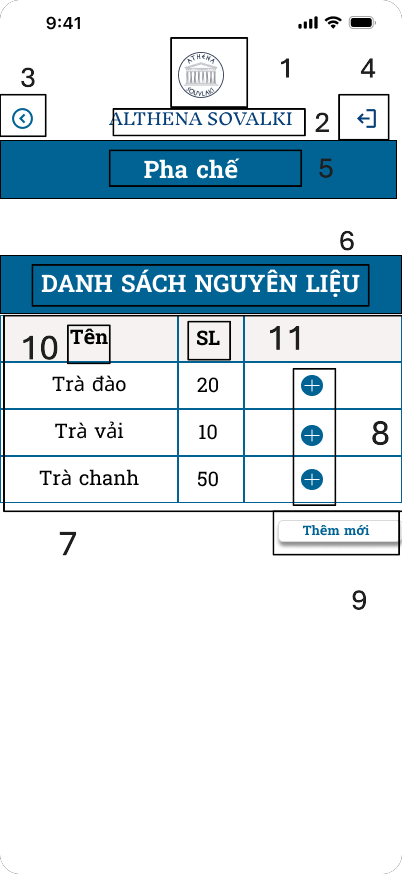 9:41
ATHENA
SOUVLAKI
1
4
3
ALTHENA SOVALKI
2
Pha chế
5
6
DANH SÁCH NGUYÊN LIỆU
10 Tên SL 11
Trà đào 20
Trà vải 10 8
Trà chanh 50
Thêm mới
7
9